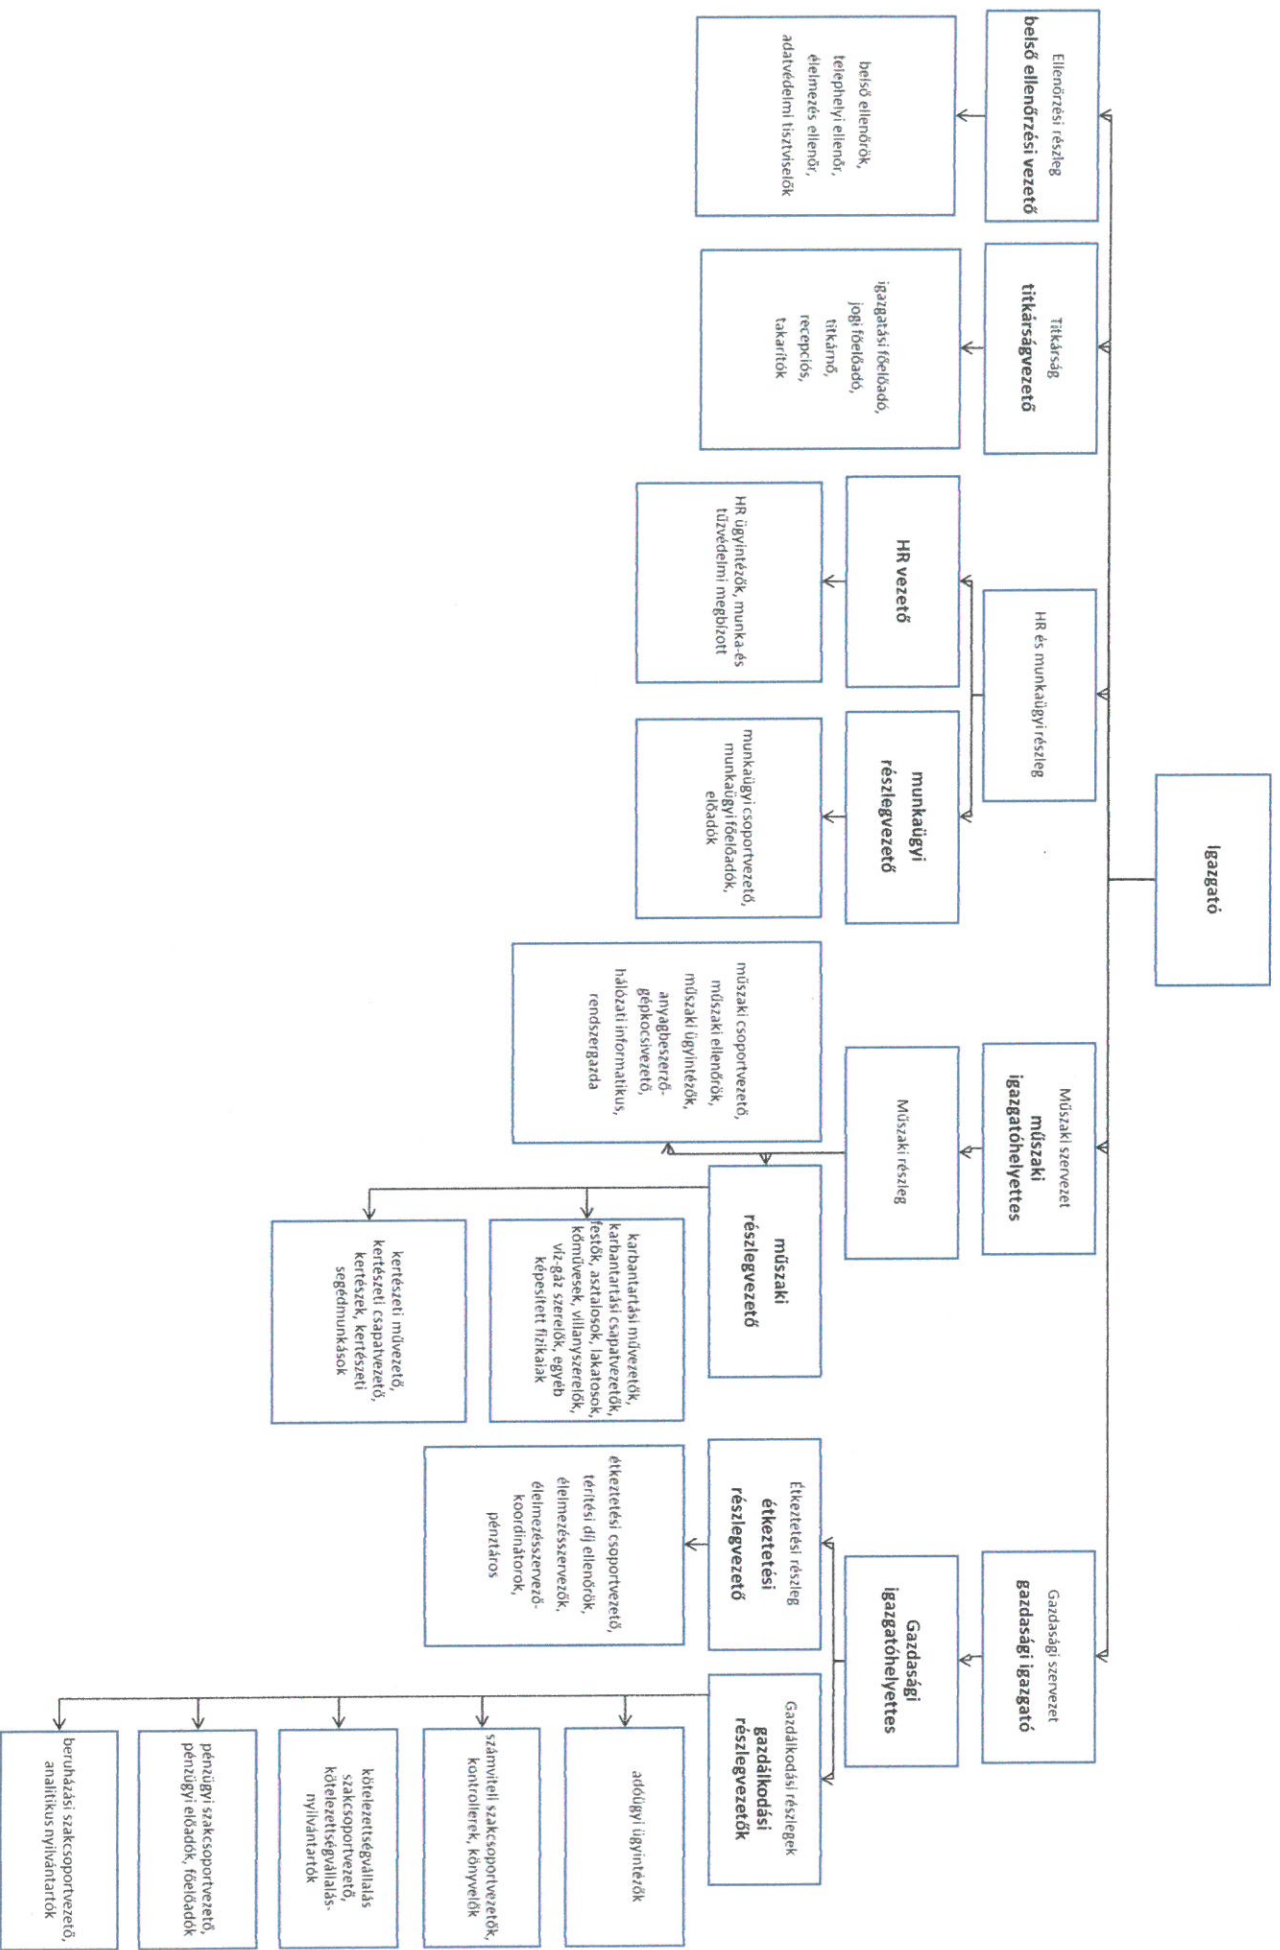 Igazgató
Ellenőrzési részleg
belső ellenőrzési vezető
belső ellenőrök,
telephelyi ellenőr,
élelmezés ellenőr,
adatvédelmi tisztviselők
Titkárság
titkárságvezető
igazgatási főelőadó,
jogi főelőadó,
titkárnő,
recepciós,
takarítók
HR és munkaügyi részleg
HR vezető
HR ügyintézők, munka-és
tűzvédelmi megbízott
munkaügyi
részlegvezető
munkaügyi csoportvezető,
munkaügyi főelőadók,
előadók
Műszaki szervezet
műszaki
igazgatóhelyettes
Műszaki részleg
műszaki csoportvezető,
műszaki ellenőrök,
műszaki ügyintézők,
anyagbeszerző-
gépkocsivezető,
hálózati informatikus,
rendszergazda
műszaki
részlegvezető
karbantartási művezetők,
karbantartási csapatvezetők,
festők, asztalosok, lakatosok,
kőművesek, villanyszerelők,
víz-gáz szerelők, egyéb
képesített fizikaiak
kertészeti művezető,
kertészeti csapatvezető,
kertészek, kertészeti
segédmunkások
Gazdasági szervezet
gazdasági igazgató
Gazdasági
igazgatóhelyettes
Étkeztetési részleg
étkeztetési
részlegvezető
étkeztetési csoportvezető,
térítési díj ellenőrök,
élelmezésszervezők,
élelmezésszervező-
koordinátorok,
pénztáros
Gazdálkodási részlegek
gazdálkodási
részlegvezetők
adóügyi ügyintézők
számviteli szakcsoportvezetők,
kontrollerek, könyvelők
kötelezettségvállalás
szakcsoportvezető,
kötelezettségvállalás-
nyilvántartók
pénzügyi szakcsoportvezető,
pénzügyi előadók, főelőadók
beruházási szakcsoportvezető,
analitikus nyilvántartók